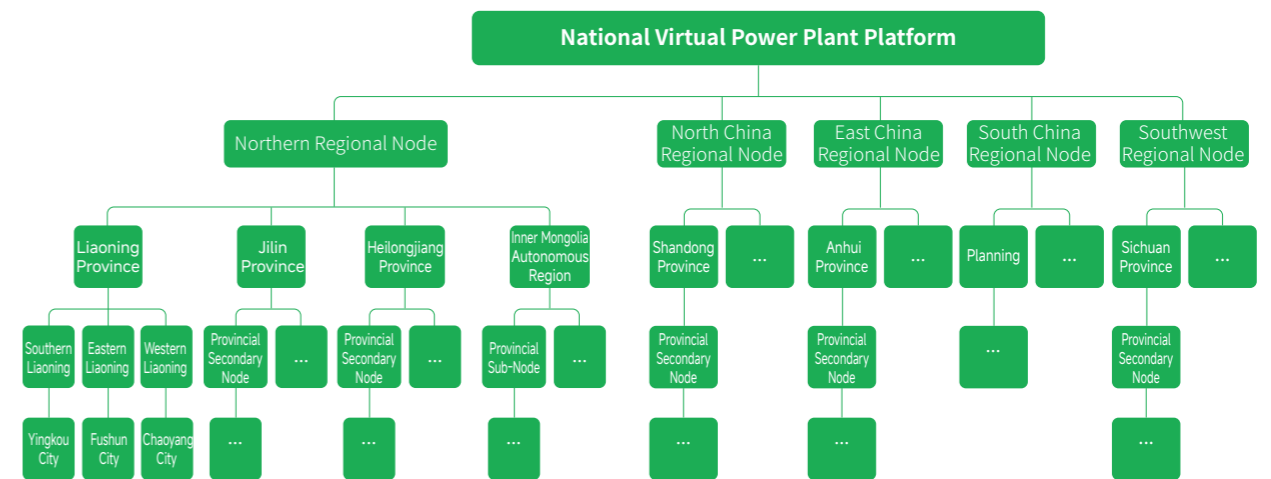 National Virtual Power Plant Platform
Northern Regional Node
North China
Regional Node
East China
Regional Node
South China
Regional Node
Southwest
Regional Node
Liaoning
Province
Jilin
Province
Heilongjiang
Province
Inner Mongolia
Autonomous
Region
Shandong
Province
...
Anhui
Province
...
Planning
...
Sichuan
Province
...
Southern
Liaoning
Eastern
Liaoning
Western
Liaoning
Provincial
Secondary
Node
...
Provincial
Secondary
Node
...
Provincial
Sub-Node
...
Provincial
Secondary
Node
Provincial
Secondary
Node
...
Provincial
Secondary
Node
Yingkou
City
Fushun
City
Chaoyang
City
...
...
...
...
...
...